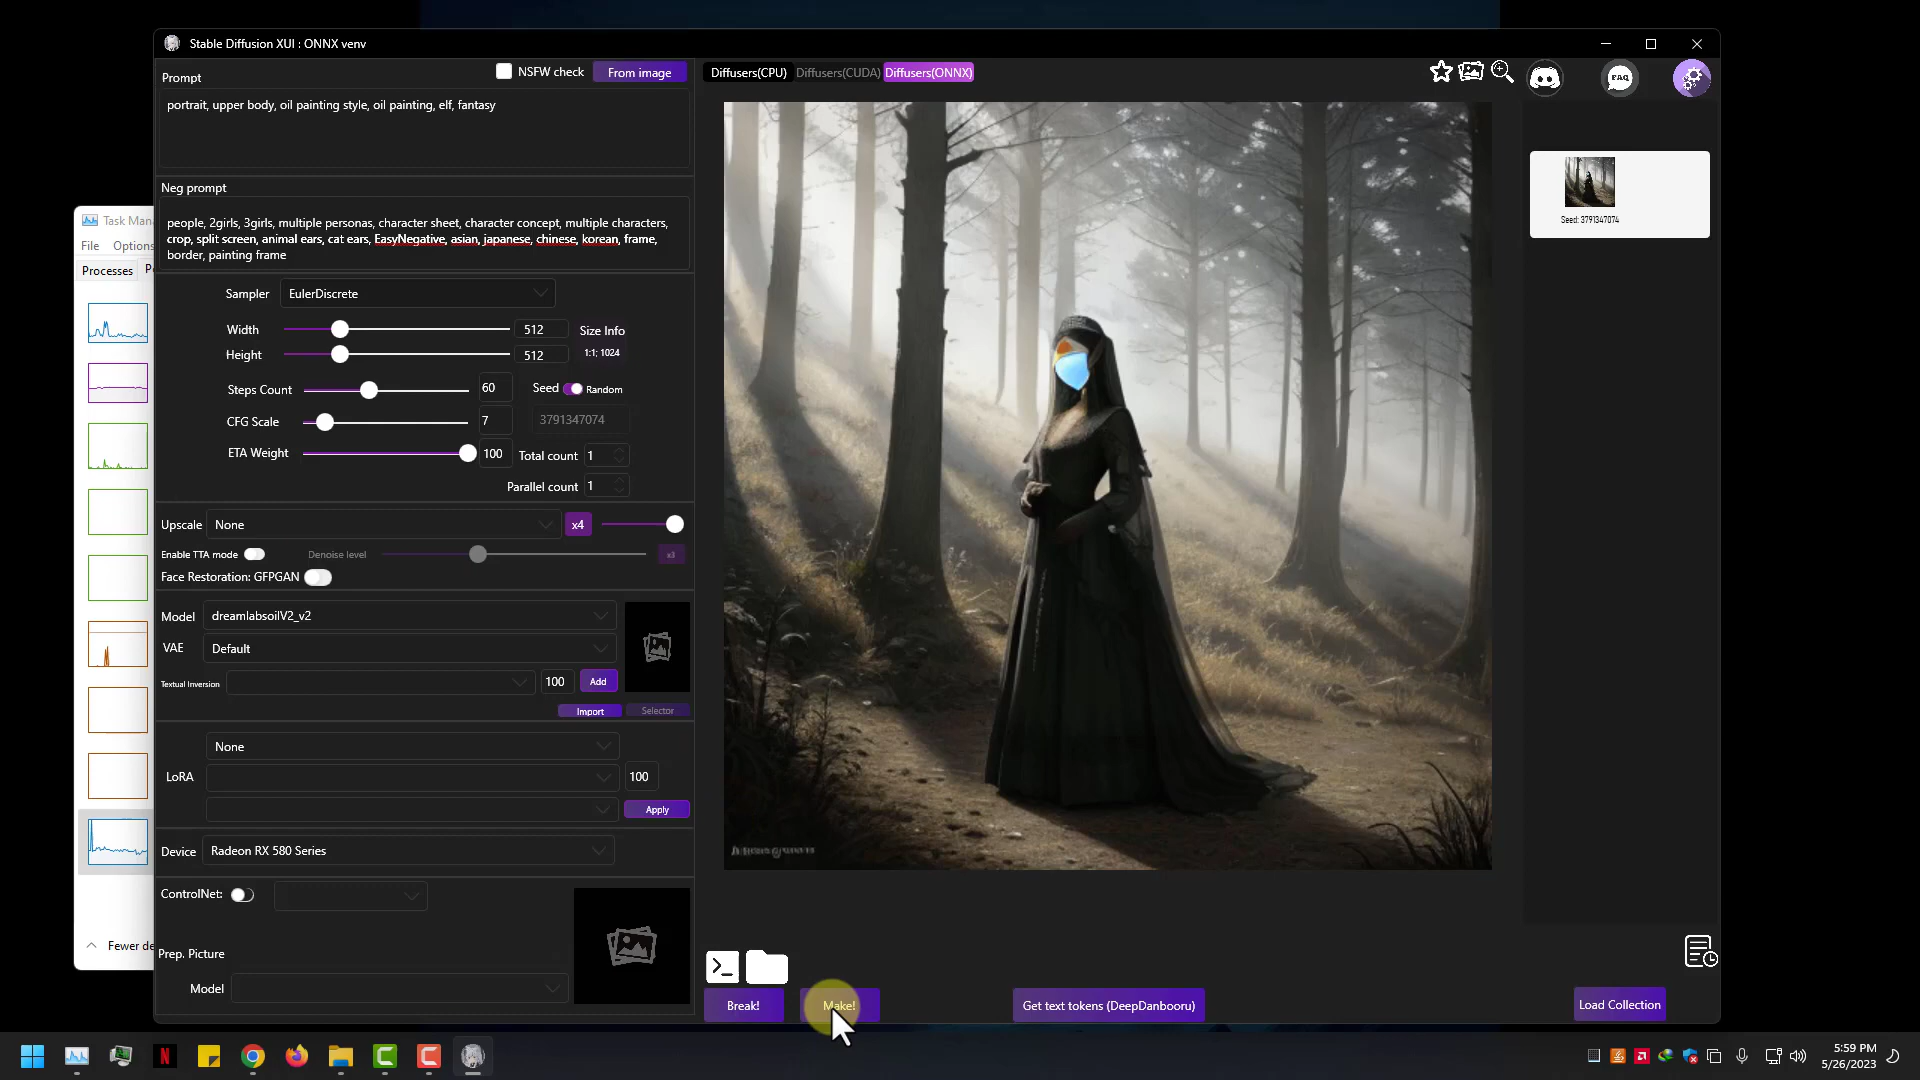 Stable Diffusion XUI : ONNX venv
Prompt
NSFW check
From image
portrait, upper body, oil painting style, oil painting, elf, fantasy
Neg prompt
people, 2girls, 3girls, multiple personas, character sheet, character concept, multiple characters,
crop, split screen, animal ears, cat ears, EasyNegative, asian, japanese, chinese, korean, frame,
border, painting frame
Sampler
EulerDiscrete
Width
512
Size Info
Height
512
1:1; 1024
Steps Count
60
Seed
Random
CFG Scale
7
3791347074
ETA Weight
100
Total count
1
Parallel count
1
Upscale
None
x4
Enable TTA mode
Denoise level
x3
Face Restoration: GFPGAN
Model
dreamlabsoilV2_v2
VAE
Default
Textual Inversion
100
Add
Import
Selector
None
LoRA
100
Apply
Device
Radeon RX 580 Series
ControlNet:
Prep. Picture
Model
Diffusers(CPU)
Diffusers(CUDA)
Diffusers(ONNX)
FAQ
Seed: 3791347074
Break!
Make!
Get text tokens (DeepDanbooru)
Load Collection
Task Mana
File
Options
Processes
P
Fewer de
N
5:59 PM
5/26/2023